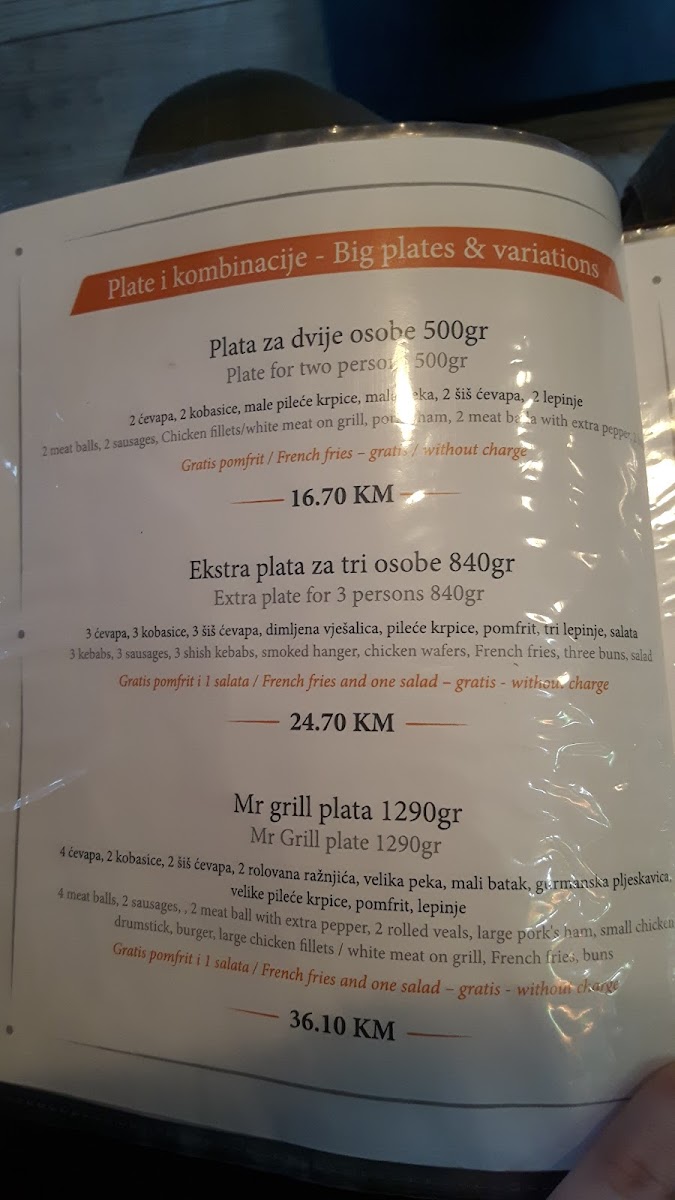 Plate i kombinacije - Big plates & variations
Plata za dvije osobe 500gr
Plate for two persons 500gr
2 ćevapa, 2 kobasice, male pileće krpice, mala peka, 2 šiš ćevapa, 2 lepinje
2 meat balls, 2 sausages, Chicken fillets/white meat on grill, ham, 2 meat with extra pepper,
Gratis pomfrit / French fries – gratis / without charge
16.70 KM
Ekstra plata za tri osobe 840gr
Extra plate for 3 persons 840gr
3 ćevapa, 3 kobasice, 3 šiš ćevapa, dimljena vješalica, pileće krpice, pomfrit, tri lepinje, salata
3 kebabs, 3 sausages, 3 shish kebabs, smoked hanger, chicken wafers, French fries, three buns, salad
Gratis pomfrit i 1 salata / French fries and one salad – gratis - without charge
24.70 KM
Mr grill plata 1290gr
Mr Grill plate 1290gr
4 ćevapa, 2 kobasice, 2 šiš ćevapa, 2 rolovana ražnjića, velika peka, mali batak, gurmanska pljeskavica,
velike pileće krpice, pomfrit, lepinje
4 meat balls, 2 sausages, , 2 meat ball with extra pepper, 2 rolled veals, large pork's ham, small chicken
drumstick, burger, large chicken fillets / white meat on grill, French fries, buns
Gratis pomfrit i 1 salata / French fries and one salad – gratis - without charge
36.10 KM